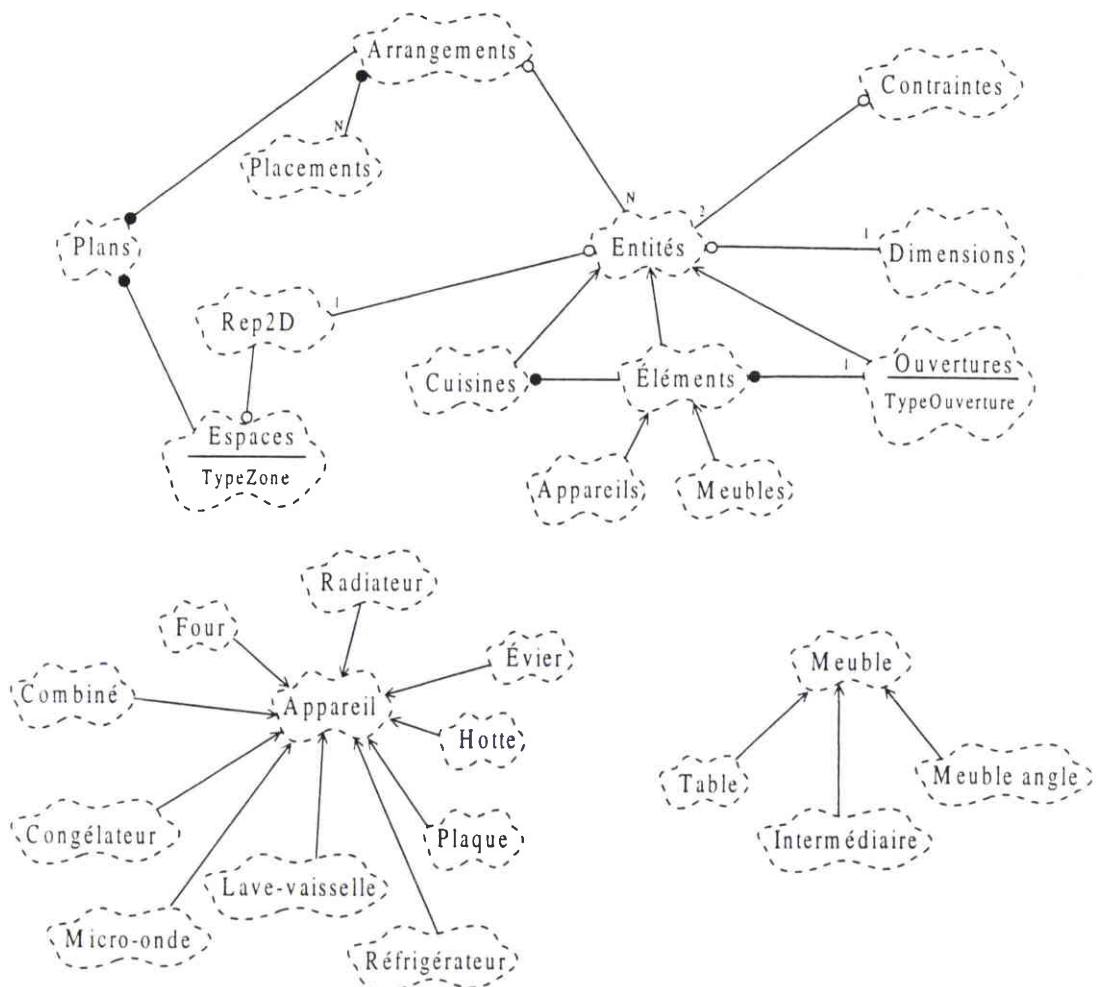 Arrangements
Contraintes
N
Placements
N
2
Plans
Entités
1
Dimensions
Rep2D
1
Cuisines
Éléments
1
Ouvertures
TypeOuverture
Espaces
TypeZone
Appareils
Meubles
Radiateur
Four
Évier
Meuble
Combiné
Appareil
Hotte
Table
Meuble angle
Congélateur
Plaque
Intermédiaire
Lave-vaisselle
Micro-onde
Réfrigérateur